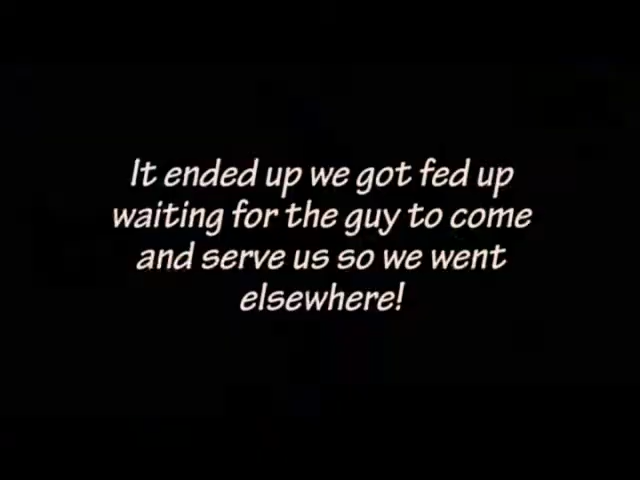 It ended up we got fed up
waiting for the guy to come
and serve us so we went
elsewhere!